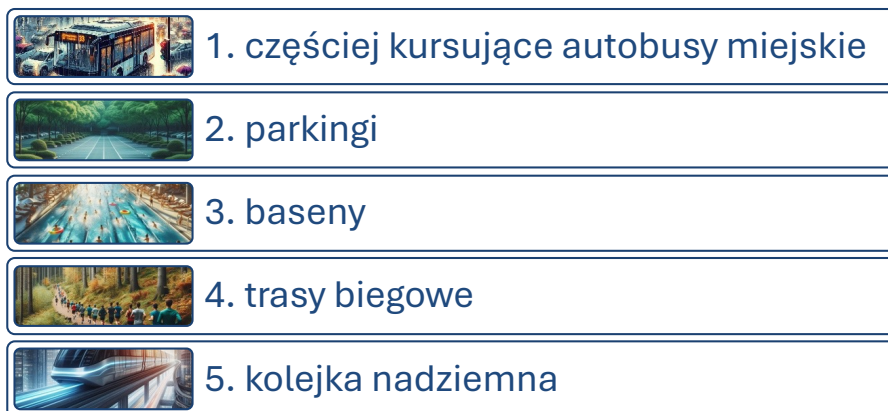 1. częściej kursujące autobusy miejskie
2. parkingi
3. baseny
4. trasy biegowe
5. kolejka nadziemna